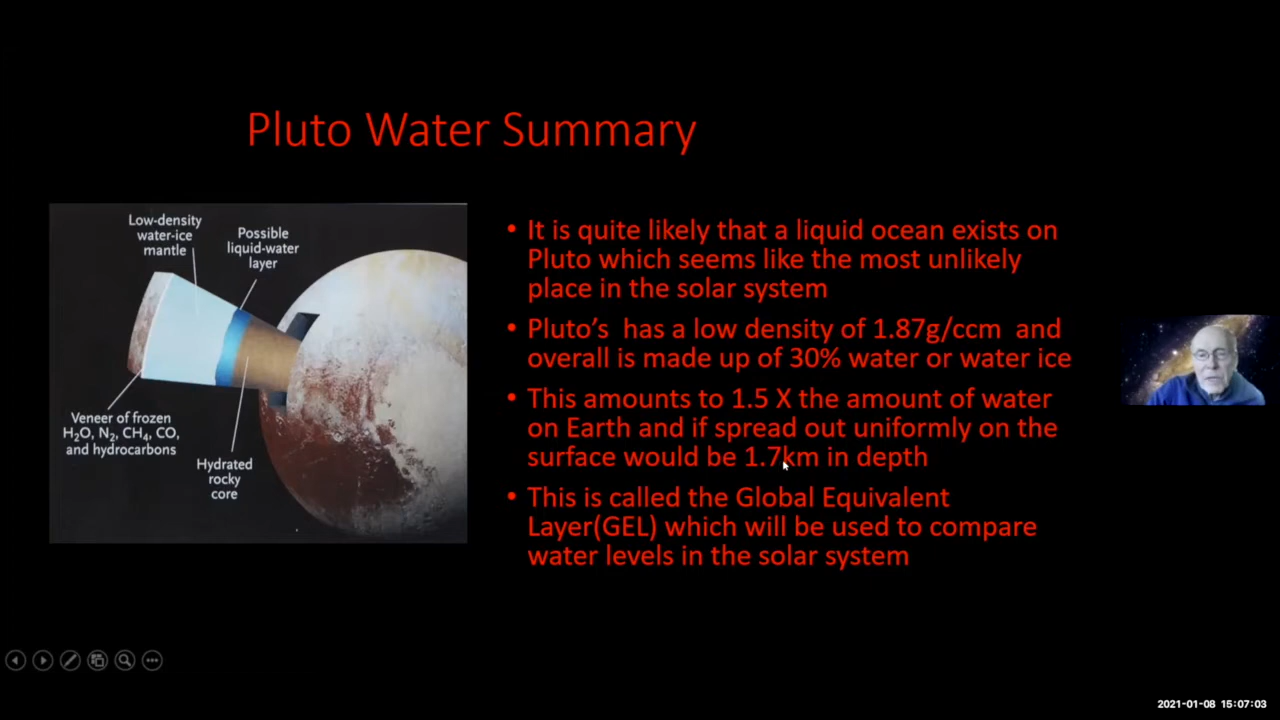 Pluto Water Summary
Low-density
water-ice
mantle
Possible
liquid-water
layer
Veneer of frozen
H₂O, N₂, CH₄, CO,
and hydrocarbons
Hydrated
rocky
core
• It is quite likely that a liquid ocean exists on
Pluto which seems like the most unlikely
place in the solar system
• Pluto’s  has a low density of 1.87g/ccm  and
overall is made up of 30% water or water ice
• This amounts to 1.5 X the amount of water
on Earth and if spread out uniformly on the
surface would be 1.7km in depth
• This is called the Global Equivalent
Layer(GEL) which will be used to compare
water levels in the solar system
2021-01-08 15:07:03